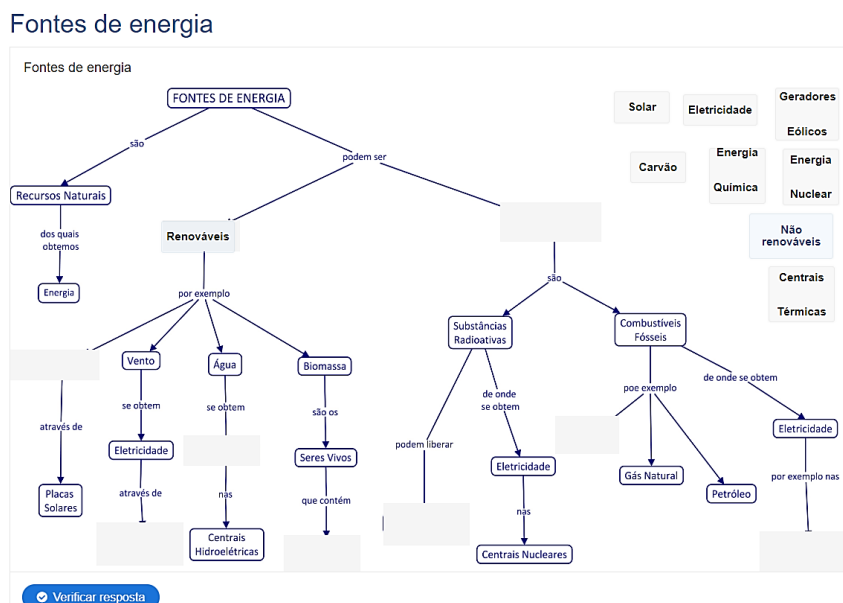 Fontes de energia
Fontes de energia
FONTES DE ENERGIA
são
podem ser
Recursos Naturais
dos quais
obtemos
Energia
Renováveis
por exemplo
Vento
Água
Biomassa
se obtem
se obtem
são os
através de
Eletricidade
Seres Vivos
Placas
Solares
através de
nas
que contém
Centrais
Hidroelétricas
são
Substâncias
Radioativas
Combustíveis
Fósseis
de onde
se obtem
poe exemplo
de onde se obtem
podem liberar
Eletricidade
Gás Natural
Petróleo
Eletricidade
por exemplo nas
nas
Centrais Nucleares
Solar
Eletricidade
Geradores
Eólicos
Carvão
Energia
Química
Energia
Nuclear
Não
renováveis
Centrais
Térmicas
Verificar resposta